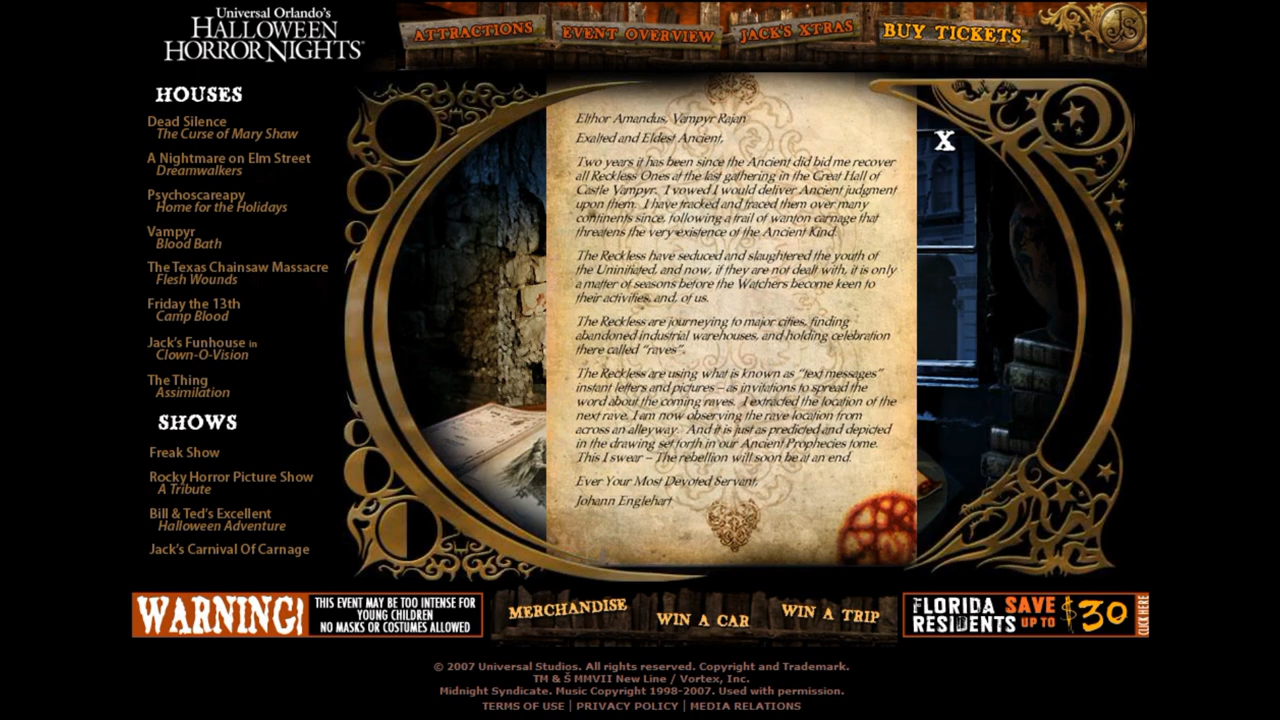 Universal Orlando's
HALLOWEEN
HORROR NIGHTS
ATTRACTIONS
EVENT OVERVIEW
JACK'S XTRAS
BUY TICKETS
JS
HOUSES
Dead Silence
The Curse of Mary Shaw
A Nightmare on Elm Street
Dreamwalkers
Psychoscareapy
Home for the Holidays
Vampyr
Blood Bath
The Texas Chainsaw Massacre
Flesh Wounds
Friday the 13th
Camp Blood
Jack's Funhouse in
Clown-O-Vision
The Thing
Assimilation
SHOWS
Freak Show
Rocky Horror Picture Show
A Tribute
Bill & Ted's Excellent
Halloween Adventure
Jack's Carnival Of Carnage
X
Elthor Amandus, Vampyr Rajan
Exalted and Eldest Ancient,
Two years it has been since the Ancient did bid me recover
all Reckless Ones at the last gathering in the Great Hall of
Castle Vampyr. I vowed I would deliver Ancient judgment
upon them. I have tracked and traced them over many
continents since, following a trail of wanton carnage that
threatens the very existence of the Ancient Kind.
The Reckless have seduced and slaughtered the youth of
the Uninitiated, and now, if they are not dealt with, it is only
a matter of seasons before the Watchers become keen to
their activities, and, of us.
The Reckless are journeying to major cities, finding
abandoned industrial warehouses, and holding celebration
there called "raves".
The Reckless are using what is known as "text messages"
instant letters and pictures – as invitations to spread the
word about the coming raves. I extracted the location of the
next rave. I am now observing the rave location from
across an alleyway. And it is just as predicted and depicted
in the drawing set forth in our Ancient Prophecies tome.
This I swear – The rebellion will soon be at an end.
Ever Your Most Devoted Servant,
Johann Englehart
WARNING!
THIS EVENT MAY BE TOO INTENSE FOR
YOUNG CHILDREN
NO MASKS OR COSTUMES ALLOWED
MERCHANDISE
WIN A CAR
WIN A TRIP
FLORIDA
RESIDENTS
SAVE
UP TO
$30
CLICK HERE
© 2007 Universal Studios. All rights reserved. Copyright and Trademark.
TM & Š MMVII New Line / Vortex, Inc.
Midnight Syndicate. Music Copyright 1998-2007. Used with permission.
TERMS OF USE | PRIVACY POLICY | MEDIA RELATIONS